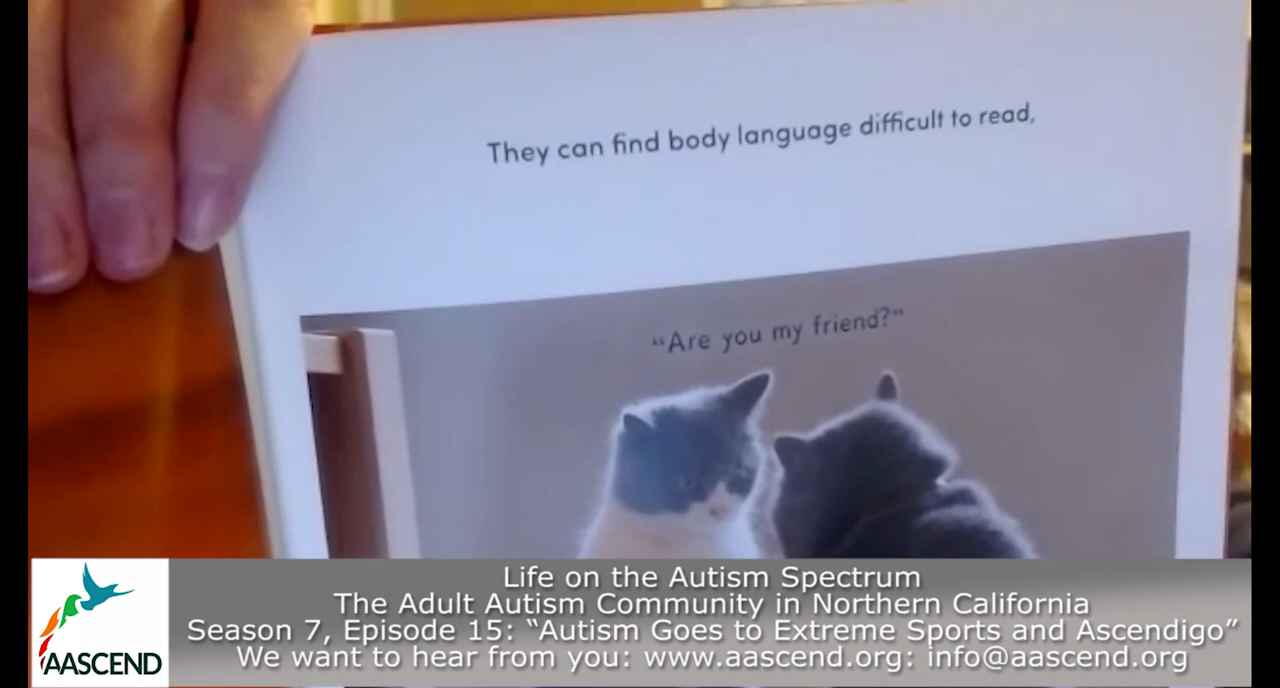 They can find body language difficult to read,
“Are you my friend?”
Life on the Autism Spectrum
The Adult Autism Community in Northern California
Season 7, Episode 15: “Autism Goes to Extreme Sports and Ascendigo”
We want to hear from you: www.aascend.org: info@aascend.org
AASCEND